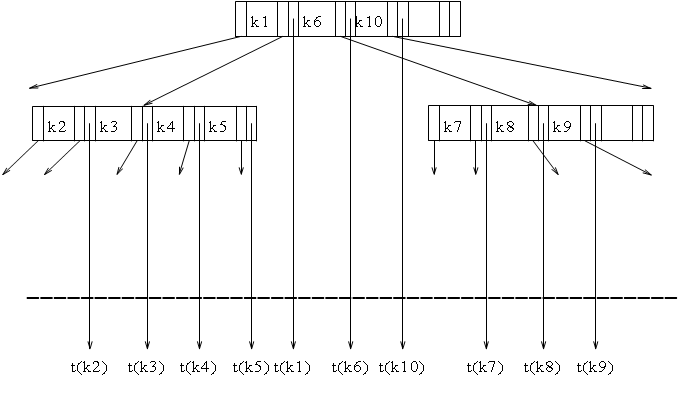 k1 k6 k10
k2 k3 k4 k5 k7 k8 k9
t(k2) t(k3) t(k4) t(k5) t(k1) t(k6) t(k10) t(k7) t(k8) t(k9)